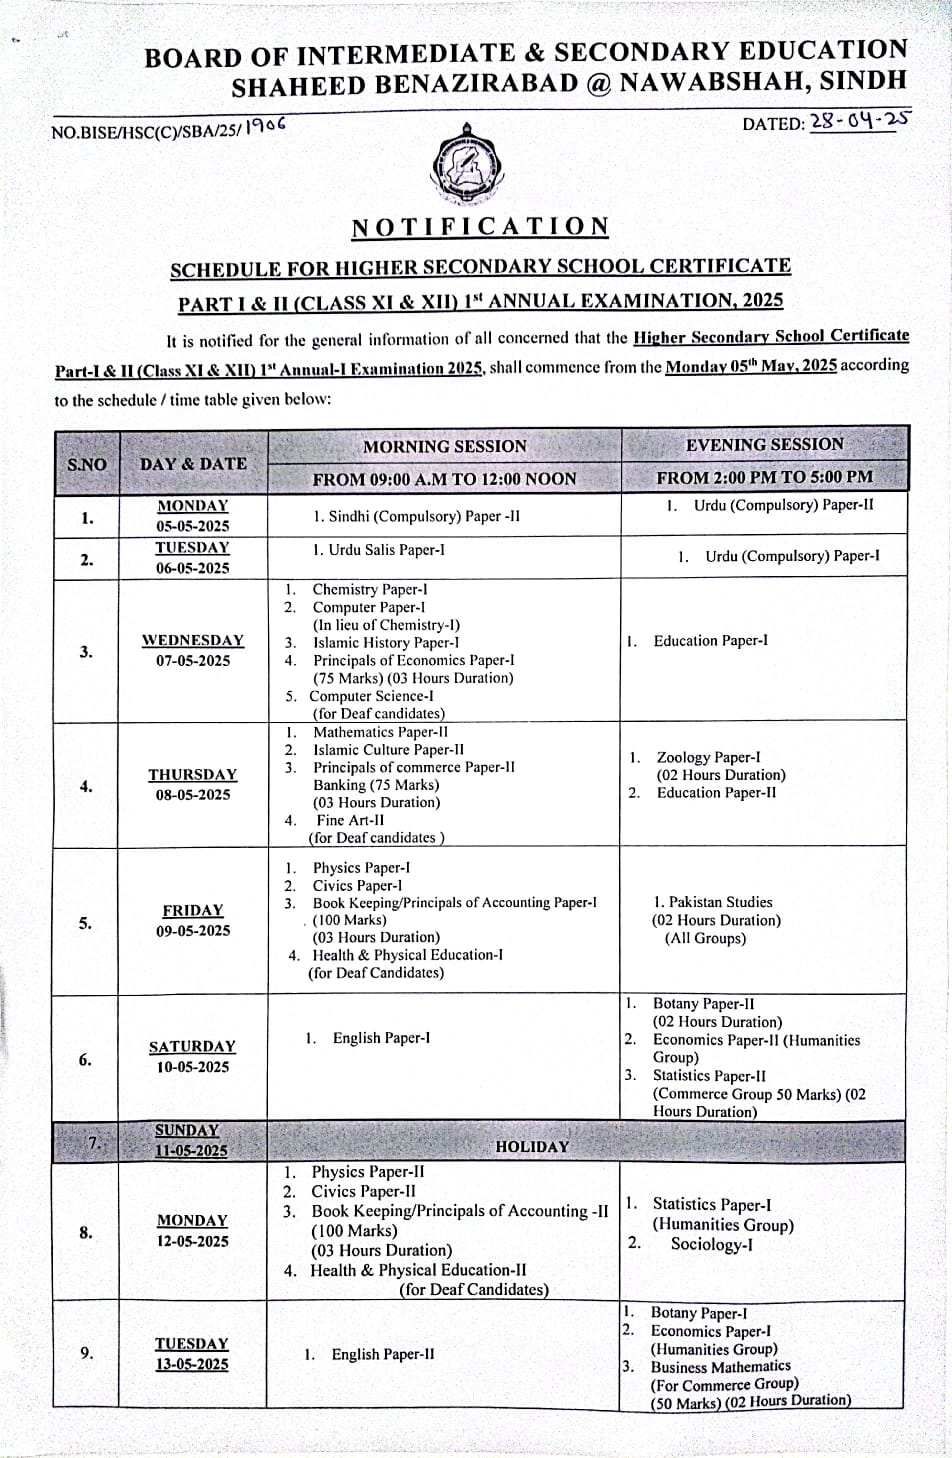 BOARD OF INTERMEDIATE & SECONDARY EDUCATION
SHAHEED BENAZIRABAD @ NAWABSHAH, SINDH
NO.BISE/HSC(C)/SBA/25/1906
DATED: 28-04-25
NOTIFICATION
SCHEDULE FOR HIGHER SECONDARY SCHOOL CERTIFICATE
PART I & II (CLASS XI & XII) 1st ANNUAL EXAMINATION, 2025
It is notified for the general information of all concerned that the Higher Secondary School Certificate
Part-I & II (Class XI & XII) 1st Annual-I Examination 2025, shall commence from the Monday 05th May, 2025 according
to the schedule / time table given below:
S.NO
DAY & DATE
MORNING SESSION
EVENING SESSION
FROM 09:00 A.M TO 12:00 NOON
FROM 2:00 PM TO 5:00 PM
1.
MONDAY
05-05-2025
1. Sindhi (Compulsory) Paper -II
1. Urdu (Compulsory) Paper-II
2.
TUESDAY
06-05-2025
1. Urdu Salis Paper-I
1. Urdu (Compulsory) Paper-I
3.
WEDNESDAY
07-05-2025
1. Chemistry Paper-I
2. Computer Paper-I
(In lieu of Chemistry-I)
3. Islamic History Paper-I
4. Principals of Economics Paper-I
(75 Marks) (03 Hours Duration)
5. Computer Science-I
(for Deaf candidates)
1. Education Paper-I
4.
THURSDAY
08-05-2025
1. Mathematics Paper-II
2. Islamic Culture Paper-II
3. Principals of commerce Paper-II
Banking (75 Marks)
(03 Hours Duration)
4. Fine Art-II
(for Deaf candidates )
1. Zoology Paper-I
(02 Hours Duration)
2. Education Paper-II
5.
FRIDAY
09-05-2025
1. Physics Paper-I
2. Civics Paper-I
3. Book Keeping/Principals of Accounting Paper-I
. (100 Marks)
(03 Hours Duration)
4. Health & Physical Education-I
(for Deaf Candidates)
1. Pakistan Studies
(02 Hours Duration)
(All Groups)
6.
SATURDAY
10-05-2025
1. English Paper-I
1. Botany Paper-II
(02 Hours Duration)
2. Economics Paper-II (Humanities
Group)
3. Statistics Paper-II
(Commerce Group 50 Marks) (02
Hours Duration)
7.
SUNDAY
11-05-2025
HOLIDAY
8.
MONDAY
12-05-2025
1. Physics Paper-II
2. Civics Paper-II
3. Book Keeping/Principals of Accounting -II
(100 Marks)
(03 Hours Duration)
4. Health & Physical Education-II
(for Deaf Candidates)
1. Statistics Paper-I
(Humanities Group)
2. Sociology-I
9.
TUESDAY
13-05-2025
1. English Paper-II
1. Botany Paper-I
2. Economics Paper-I
(Humanities Group)
3. Business Mathematics
(For Commerce Group)
(50 Marks) (02 Hours Duration)